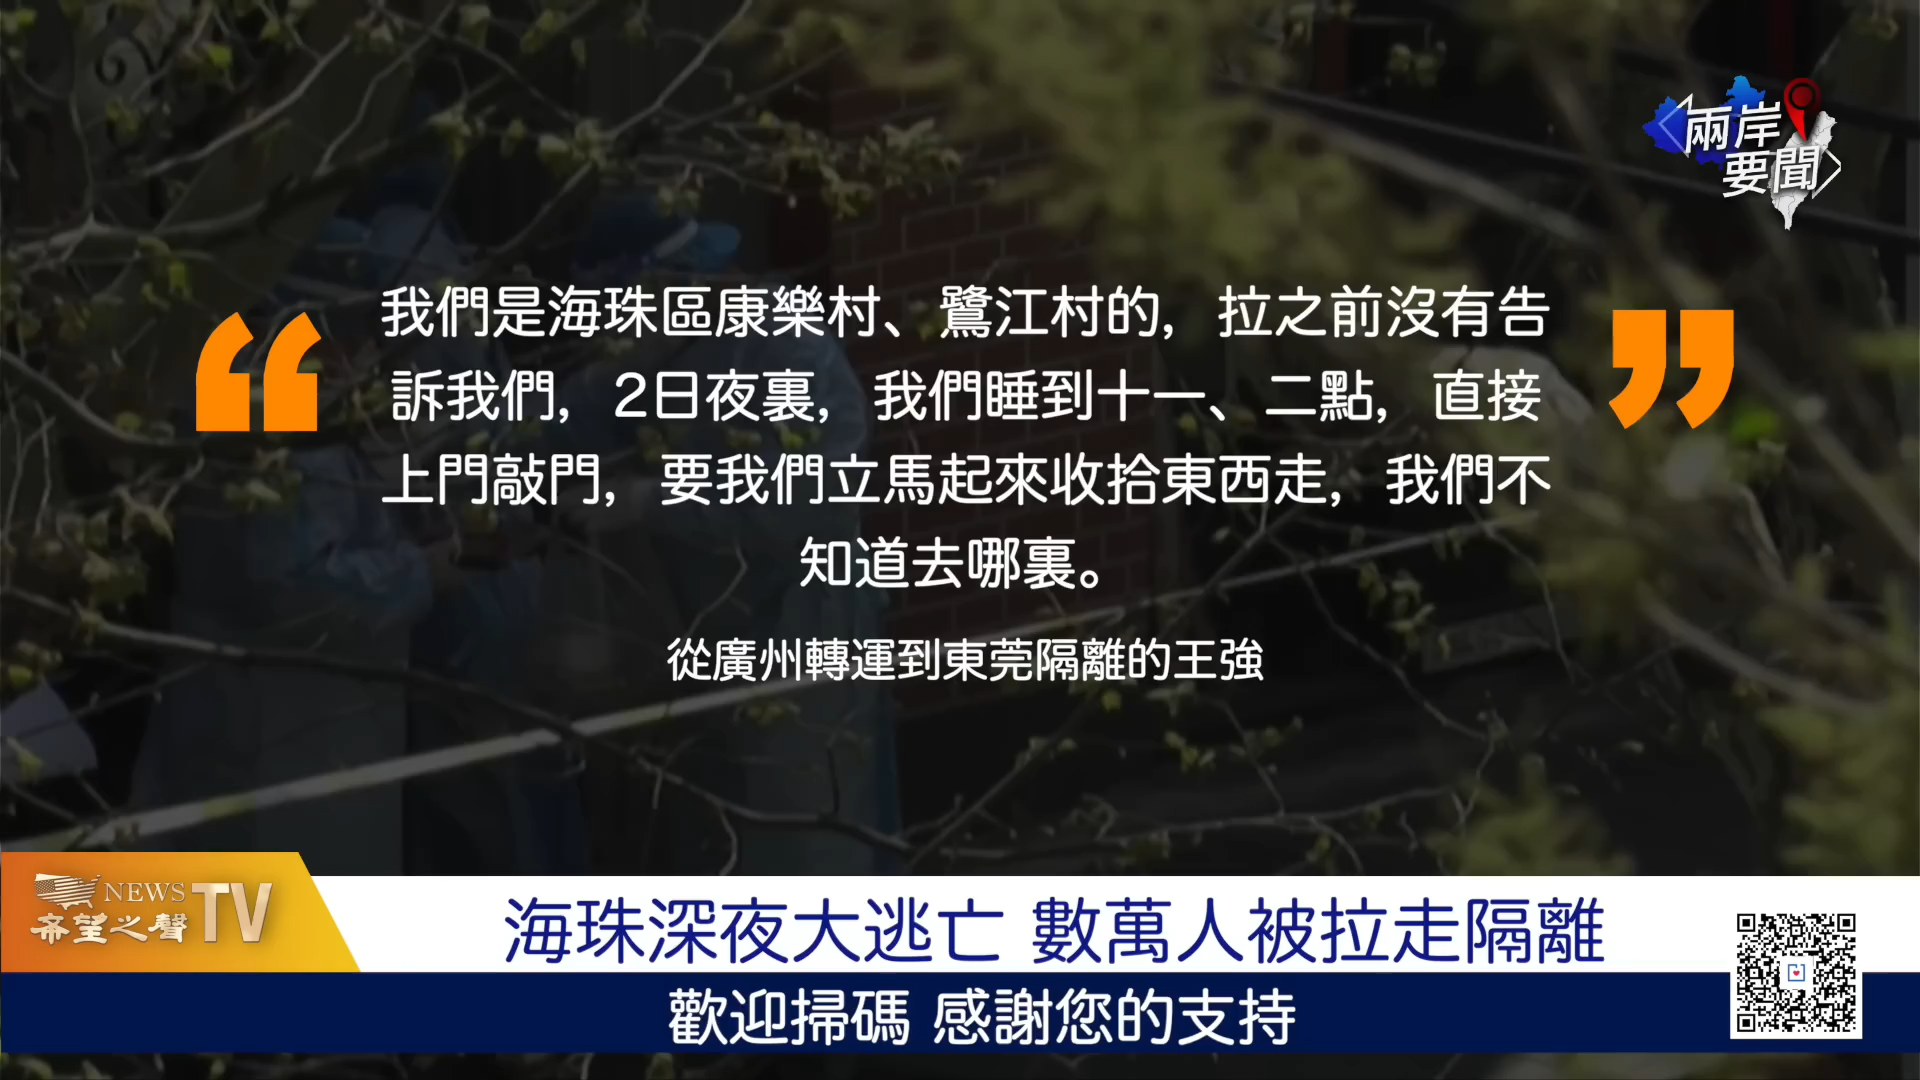 兩岸
要聞
我們是海珠區康樂村、鷺江村的，拉之前沒有告
訴我們，2日夜裏，我們睡到十一、二點，直接
上門敲門，要我們立馬起來收拾東西走，我們不
知道去哪裏。
從廣州轉運到東莞隔離的王強
NEWS
希望之聲TV
海珠深夜大逃亡 數萬人被拉走隔離
歡迎掃碼 感謝您的支持